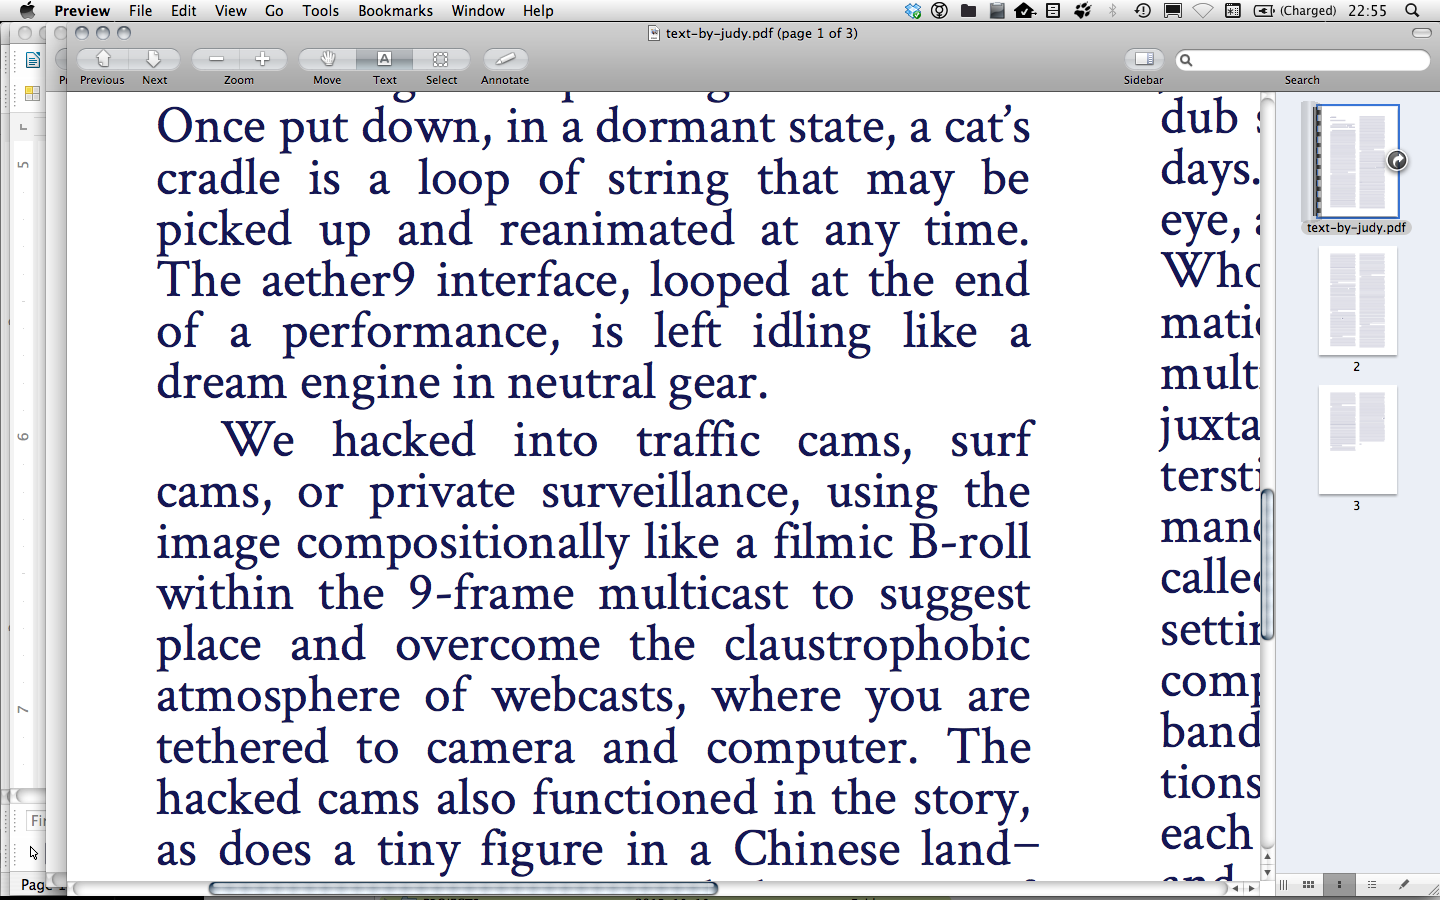 Preview File Edit View Go Tools Bookmarks Window Help (Charged) 22:55
text-by-judy.pdf (page 1 of 3)
Previous Next Zoom Move Text Select Annotate Sidebar Search
Once put down, in a dormant state, a cat’s
cradle is a loop of string that may be
picked up and reanimated at any time.
The aether9 interface, looped at the end
of a performance, is left idling like a
dream engine in neutral gear.
We hacked into traffic cams, surf
cams, or private surveillance, using the
image compositionally like a filmic B-roll
within the 9-frame multicast to suggest
place and overcome the claustrophobic
atmosphere of webcasts, where you are
tethered to camera and computer. The
hacked cams also functioned in the story,
as does a tiny figure in a Chinese land-
dub
days.
eye,
Who
mati
mult
juxta
tersti
man
calle
settin
comp
band
tions
each
and
text-by-judy.pdf
2
3
5
6
7
Page